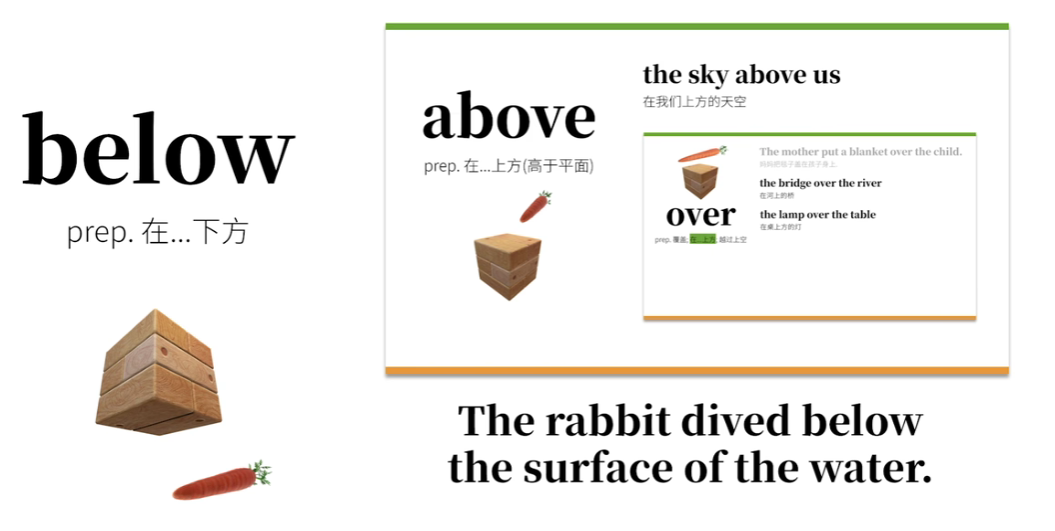 below
prep. 在...下方
above
prep. 在...上方(高于平面)
the sky above us
在我们上方的天空
over
prep. 覆盖; 在...上方; 越过上空
The mother put a blanket over the child.
妈妈把毯子盖在孩子身上.
the bridge over the river
在河上的桥
the lamp over the table
在桌上方的灯
The rabbit dived below
the surface of the water.